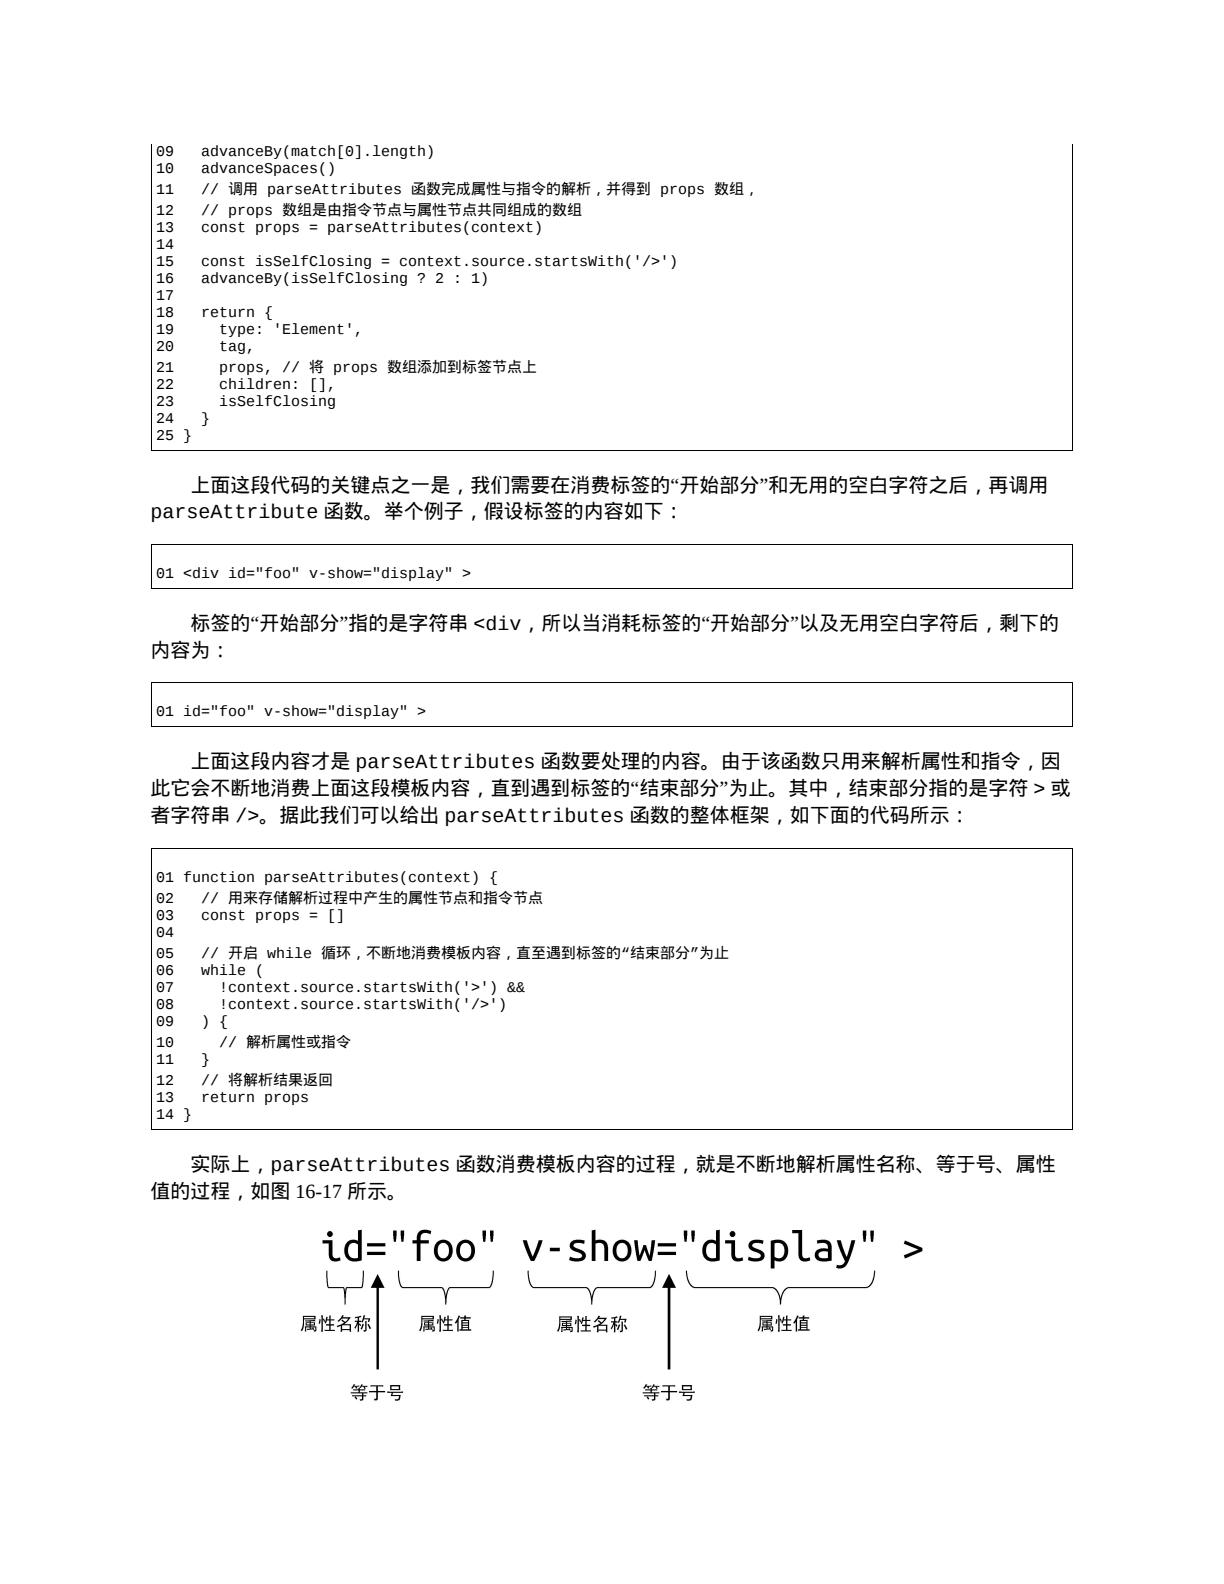 09   advanceBy(match[0].length)
10   advanceSpaces()
11   // 调用 parseAttributes 函数完成属性与指令的解析，并得到 props 数组，
12   // props 数组是由指令节点与属性节点共同组成的数组
13   const props = parseAttributes(context)
14
15   const isSelfClosing = context.source.startsWith('/>')
16   advanceBy(isSelfClosing ? 2 : 1)
17
18   return {
19     type: 'Element',
20     tag,
21     props, // 将 props 数组添加到标签节点上
22     children: [],
23     isSelfClosing
24   }
25 }
上面这段代码的关键点之一是，我们需要在消费标签的“开始部分”和无用的空白字符之后，再调用
parseAttribute 函数。举个例子，假设标签的内容如下：
01 <div id="foo" v-show="display" >
标签的“开始部分”指的是字符串 <div，所以当消耗标签的“开始部分”以及无用空白字符后，剩下的
内容为：
01 id="foo" v-show="display" >
上面这段内容才是 parseAttributes 函数要处理的内容。由于该函数只用来解析属性和指令，因
此它会不断地消费上面这段模板内容，直到遇到标签的“结束部分”为止。其中，结束部分指的是字符 > 或
者字符串 />。据此我们可以给出 parseAttributes 函数的整体框架，如下面的代码所示：
01 function parseAttributes(context) {
02   // 用来存储解析过程中产生的属性节点和指令节点
03   const props = []
04
05   // 开启 while 循环，不断地消费模板内容，直至遇到标签的“结束部分”为止
06   while (
07     !context.source.startsWith('>') &&
08     !context.source.startsWith('/>')
09   ) {
10     // 解析属性或指令
11   }
12   // 将解析结果返回
13   return props
14 }
实际上，parseAttributes 函数消费模板内容的过程，就是不断地解析属性名称、等于号、属性
值的过程，如图 16-17 所示。
id="foo" v-show="display" >
属性名称 属性值 属性名称 属性值
等于号 等于号